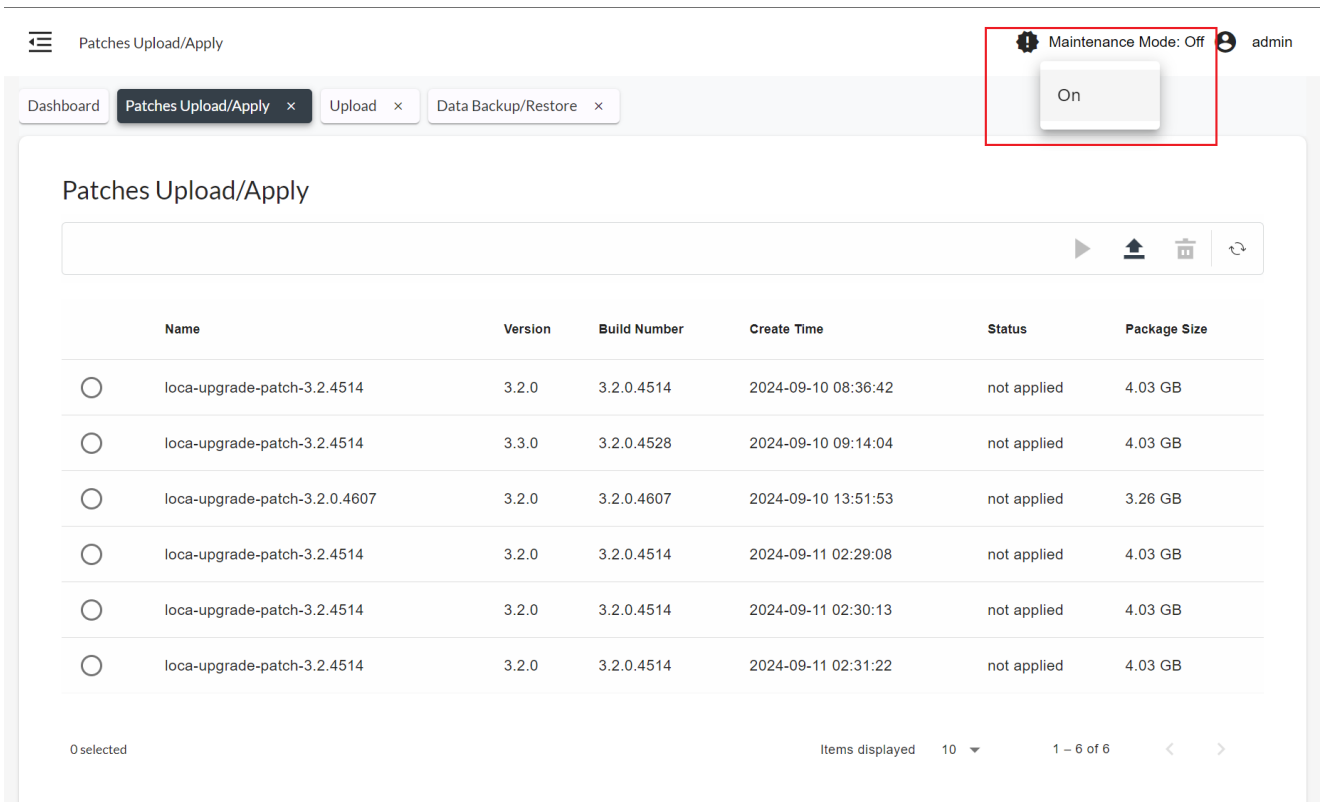 Patches Upload/Apply
Maintenance Mode: Off
admin
On
Dashboard
Patches Upload/Apply ×
Upload ×
Data Backup/Restore ×
Patches Upload/Apply
Name Version Build Number Create Time Status Package Size
loca-upgrade-patch-3.2.4514 3.2.0 3.2.0.4514 2024-09-10 08:36:42 not applied 4.03 GB
loca-upgrade-patch-3.2.4514 3.3.0 3.2.0.4528 2024-09-10 09:14:04 not applied 4.03 GB
loca-upgrade-patch-3.2.0.4607 3.2.0 3.2.0.4607 2024-09-10 13:51:53 not applied 3.26 GB
loca-upgrade-patch-3.2.4514 3.2.0 3.2.0.4514 2024-09-11 02:29:08 not applied 4.03 GB
loca-upgrade-patch-3.2.4514 3.2.0 3.2.0.4514 2024-09-11 02:30:13 not applied 4.03 GB
loca-upgrade-patch-3.2.4514 3.2.0 3.2.0.4514 2024-09-11 02:31:22 not applied 4.03 GB
0 selected Items displayed 10 1 – 6 of 6